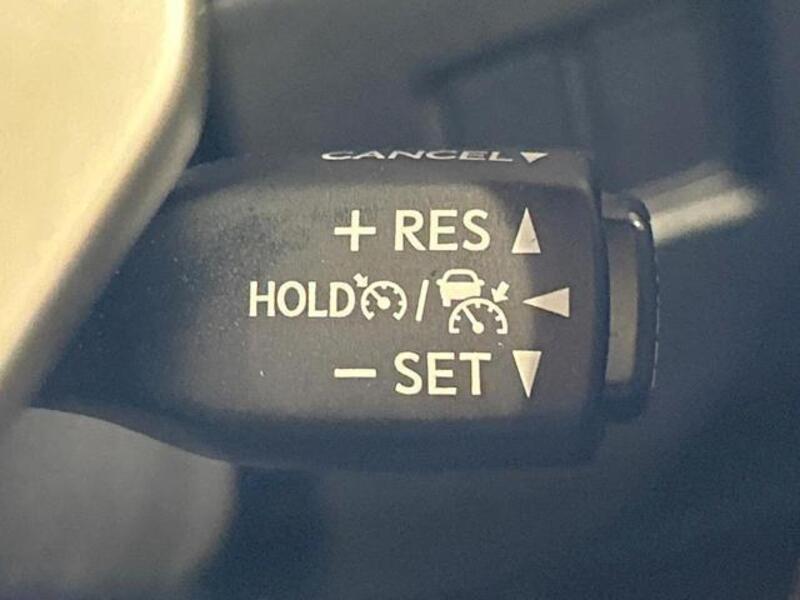 CANCEL
+ RES
HOLD /
- SET